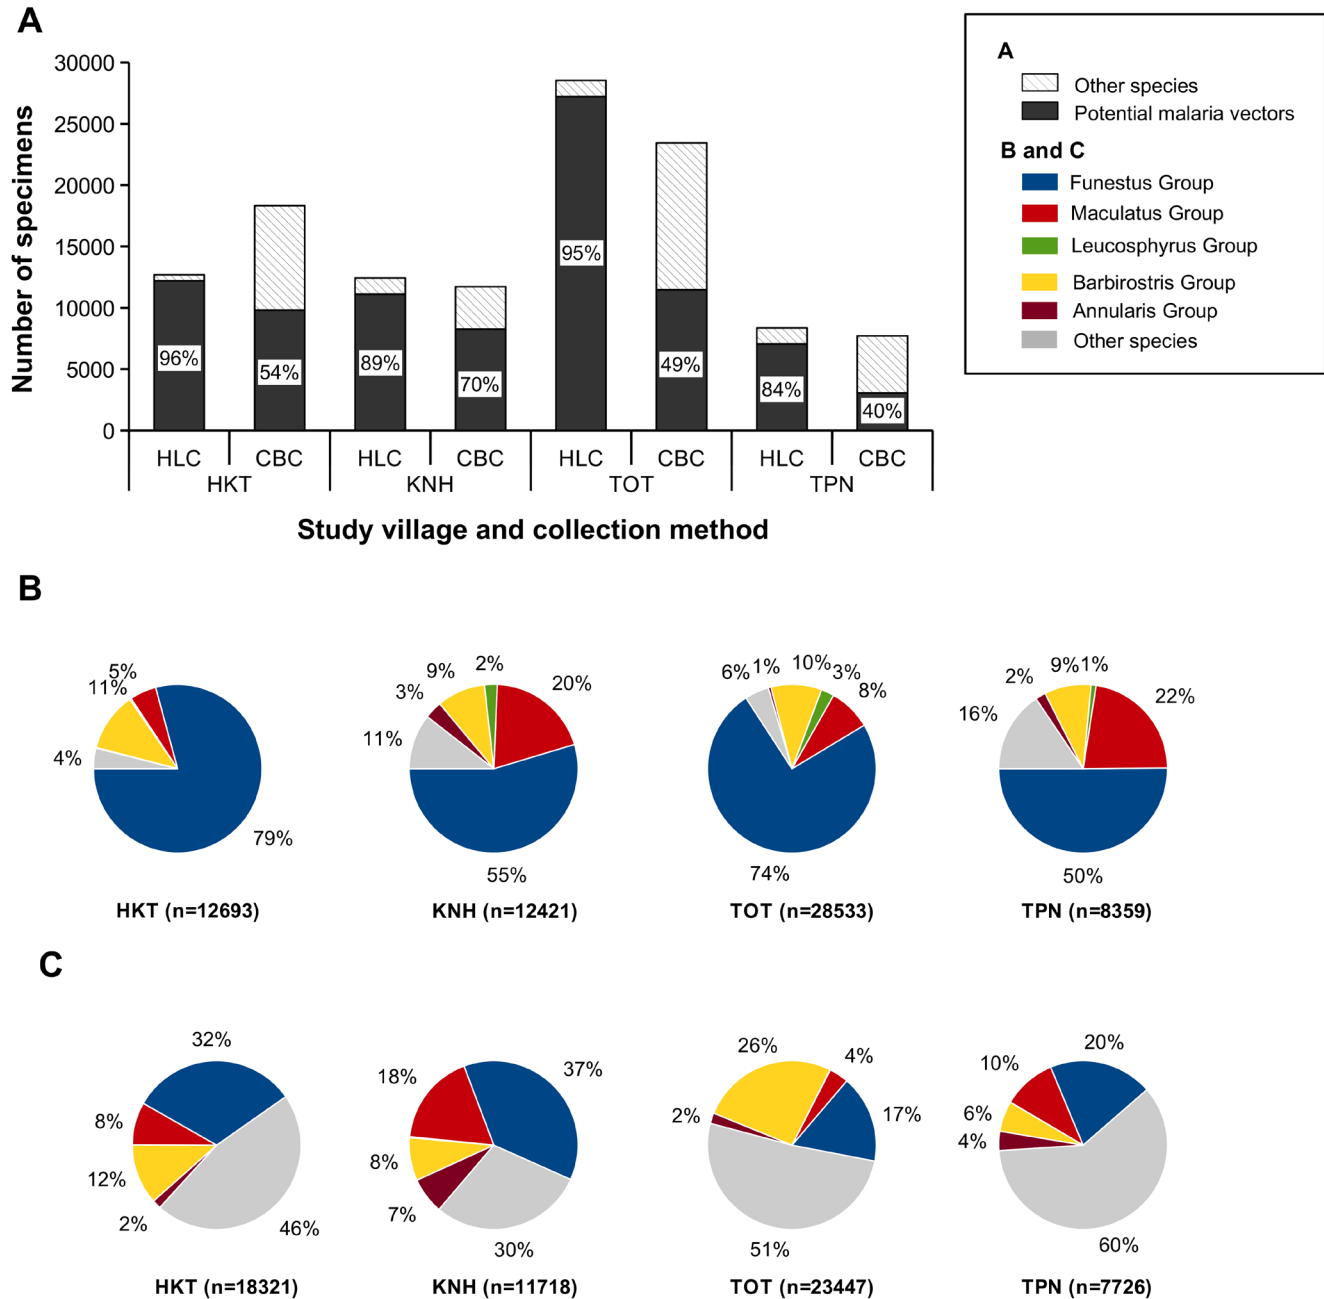 A
30000
25000
20000
15000
10000
5000
0
Number of specimens
96%
54%
89%
70%
95%
49%
84%
40%
HLC CBC HLC CBC HLC CBC HLC CBC
HKT KNH TOT TPN
Study village and collection method
A
Other species
Potential malaria vectors
B and C
Funestus Group
Maculatus Group
Leucosphyrus Group
Barbirostris Group
Annularis Group
Other species
B
5%
11%
4%
79%
HKT (n=12693)
9%
2%
3%
20%
11%
55%
KNH (n=12421)
6%
1%
10%
3%
8%
74%
TOT (n=28533)
2%
9%
1%
22%
16%
50%
TPN (n=8359)
C
32%
8%
12%
2%
46%
HKT (n=18321)
37%
18%
8%
7%
30%
KNH (n=11718)
26%
4%
2%
17%
51%
TOT (n=23447)
20%
10%
6%
4%
60%
TPN (n=7726)